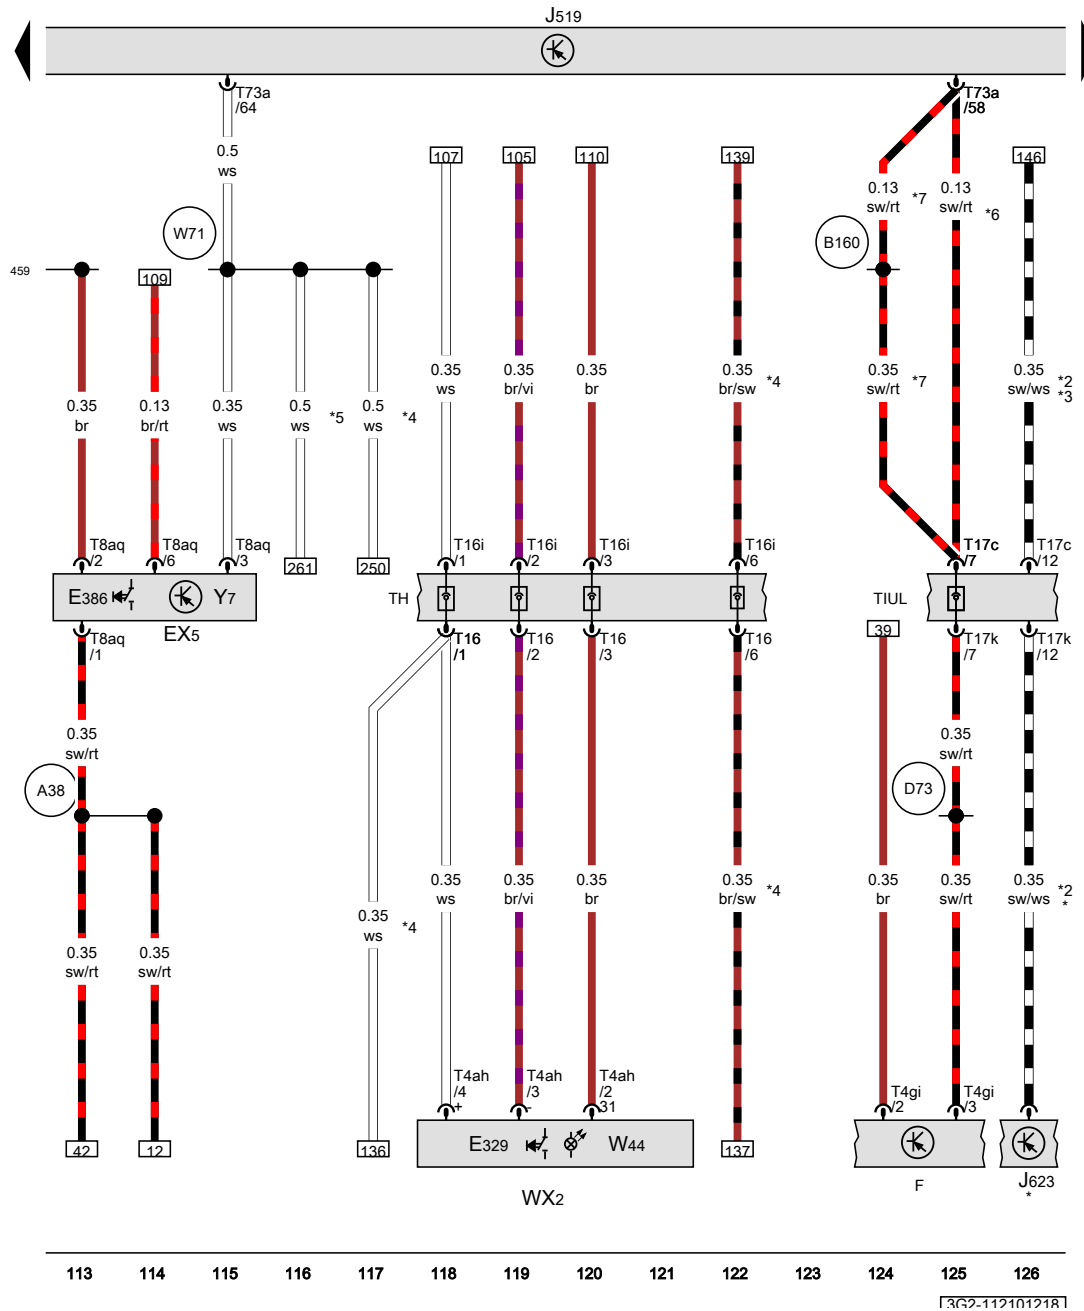 J519
T73a
/64
T73a
/58
0.5
ws
107
105
110
139
146
0.13
sw/rt
*7
0.13
sw/rt
*6
W71
B160
459
109
0.35
br
0.13
br/rt
0.35
ws
0.5
ws
*5
0.5
ws
*4
0.35
ws
0.35
br/vi
0.35
br
0.35
br/sw
*4
0.35
sw/rt
*7
0.35
sw/ws
*2
*3
T8aq
/2
T8aq
/6
T8aq
/3
261
250
T16i
/1
T16i
/2
T16i
/3
T16i
/6
T17c
/7
T17c
/12
E386
Y7
EX5
TH
TIUL
T8aq
/1
T16
/1
T16
/2
T16
/3
T16
/6
39
T17k
/7
T17k
/12
0.35
sw/rt
0.35
sw/rt
A38
D73
0.35
sw/rt
0.35
sw/rt
0.35
ws
*4
0.35
ws
0.35
br/vi
0.35
br
0.35
br/sw
*4
0.35
br
0.35
sw/rt
0.35
sw/ws
*2
*
T4ah
/4
+
T4ah
/3
-
T4ah
/2
31
T4gi
/2
T4gi
/3
42
12
136
E329
W44
137
WX2
F
J623
*
113 114 115 116 117 118 119 120 121 122 123 124 125 126
3G2-112101218